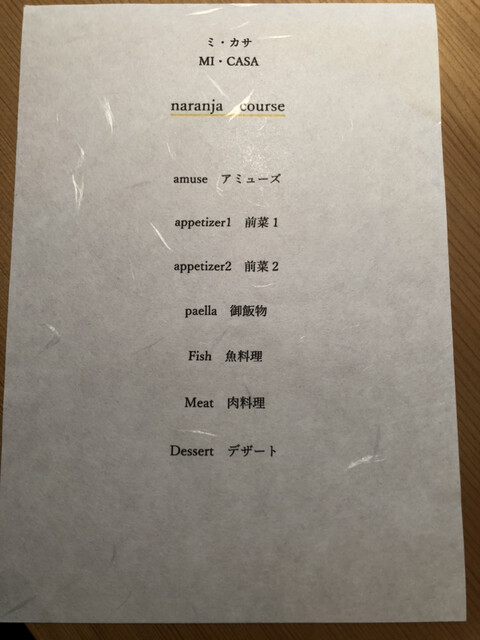 ミ・カサ
MI・CASA
naranja course
amuse アミューズ
appetizer1 前菜1
appetizer2 前菜2
paella 御飯物
Fish 魚料理
Meat 肉料理
Dessert デザート